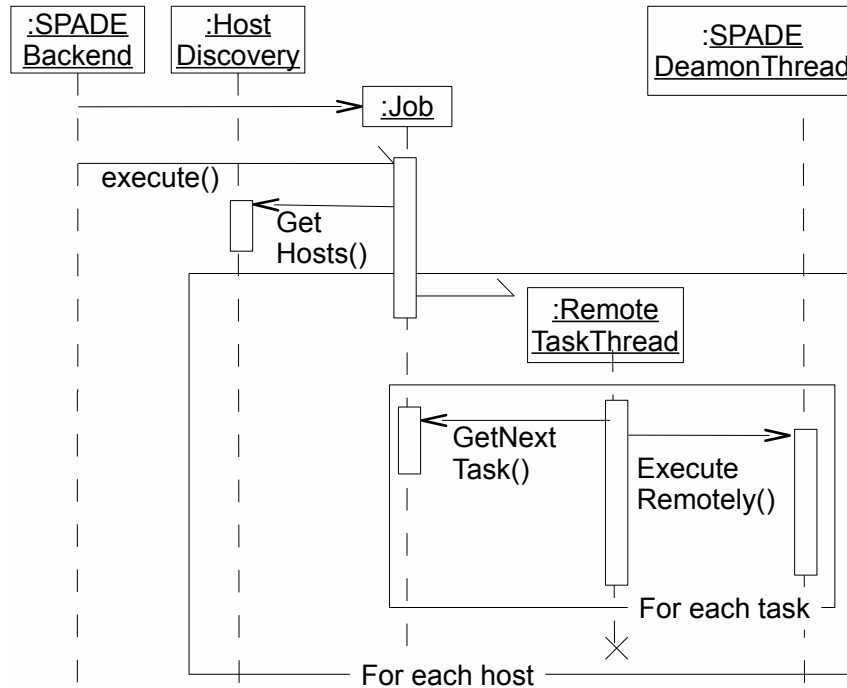 :SPADE
Backend
:Host
Discovery
:SPADE
DeamonThread
:Job
execute()
Get
Hosts()
:Remote
TaskThread
GetNext
Task()
Execute
Remotely()
For each task
For each host